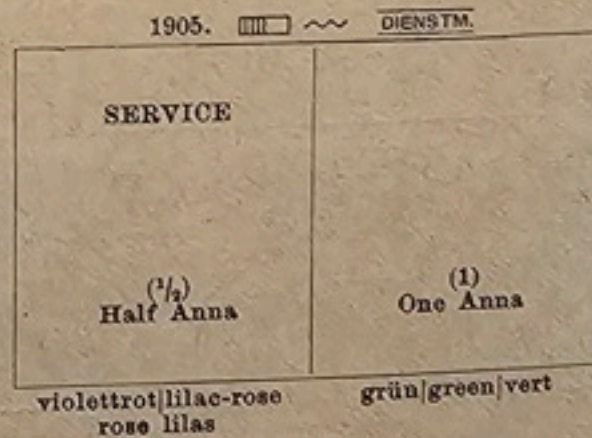 1905. DIENSTM.
SERVICE
(1/2)
Half Anna
(1)
One Anna
violettrot|lilac-rose
rose lilas
grün|green|vert